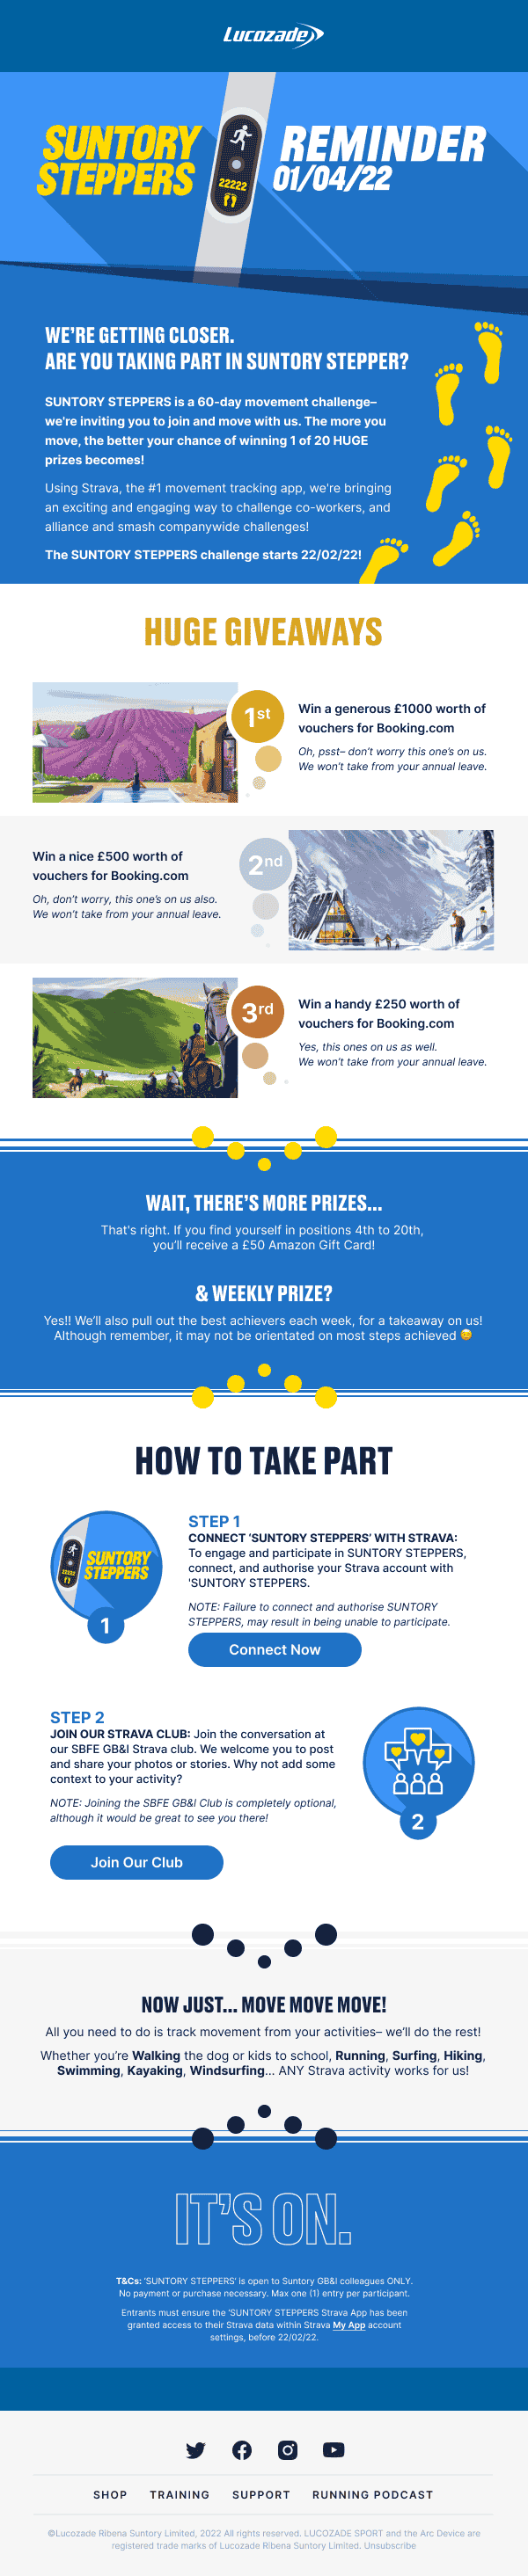 Lucozade
SUNTORY
STEPPERS
22222
REMINDER
01/04/22
WE'RE GETTING CLOSER.
ARE YOU TAKING PART IN SUNTORY STEPPER?
SUNTORY STEPPERS is a 60-day movement challenge–
we're inviting you to join and move with us. The more you
move, the better your chance of winning 1 of 20 HUGE
prizes becomes!
Using Strava, the #1 movement tracking app, we're bringing
an exciting and engaging way to challenge co-workers, and
alliance and smash companywide challenges!
The SUNTORY STEPPERS challenge starts 22/02/22!
HUGE GIVEAWAYS
1st
Win a generous £1000 worth of
vouchers for Booking.com
Oh, psst– don't worry this one's on us.
We won't take from your annual leave.
Win a nice £500 worth of
vouchers for Booking.com
Oh, don't worry, this one's on us also.
We won't take from your annual leave.
2nd
3rd
Win a handy £250 worth of
vouchers for Booking.com
Yes, this ones on us as well.
We won't take from your annual leave.
WAIT, THERE'S MORE PRIZES...
That's right. If you find yourself in positions 4th to 20th,
you'll receive a £50 Amazon Gift Card!
& WEEKLY PRIZE?
Yes!! We'll also pull out the best achievers each week, for a takeaway on us!
Although remember, it may not be orientated on most steps achieved 😉
HOW TO TAKE PART
SUNTORY
STEPPERS
22222
1
STEP 1
CONNECT 'SUNTORY STEPPERS' WITH STRAVA:
To engage and participate in SUNTORY STEPPERS,
connect, and authorise your Strava account with
'SUNTORY STEPPERS.
NOTE: Failure to connect and authorise SUNTORY
STEPPERS, may result in being unable to participate.
Connect Now
STEP 2
JOIN OUR STRAVA CLUB: Join the conversation at
our SBFE GB&I Strava club. We welcome you to post
and share your photos or stories. Why not add some
context to your activity?
NOTE: Joining the SBFE GB&I Club is completely optional,
although it would be great to see you there!
Join Our Club
2
NOW JUST... MOVE MOVE MOVE!
All you need to do is track movement from your activities– we'll do the rest!
Whether you're Walking the dog or kids to school, Running, Surfing, Hiking,
Swimming, Kayaking, Windsurfing... ANY Strava activity works for us!
IT'S ON.
T&Cs: 'SUNTORY STEPPERS' is open to Suntory GB&I colleagues ONLY.
No payment or purchase necessary. Max one (1) entry per participant.
Entrants must ensure the 'SUNTORY STEPPERS Strava App has been
granted access to their Strava data within Strava My App account
settings, before 22/02/22.
SHOP TRAINING SUPPORT RUNNING PODCAST
©Lucozade Ribena Suntory Limited, 2022 All rights reserved. LUCOZADE SPORT and the Arc Device are
registered trade marks of Lucozade Ribena Suntory Limited. Unsubscribe